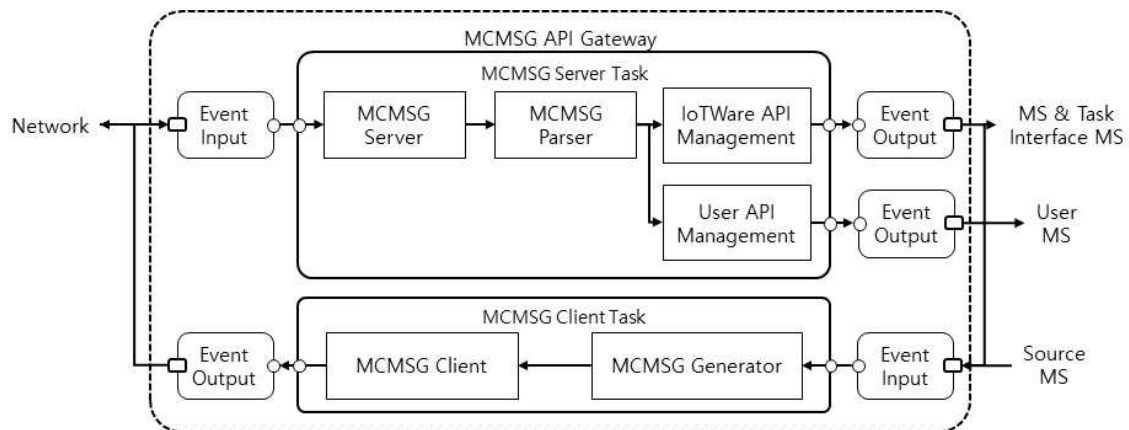 MCMSG API Gateway
MCMSG Server Task
Network
Event
Input
MCMSG
Server
MCMSG
Parser
IoTWare API
Management
Event
Output
MS & Task
Interface MS
User API
Management
Event
Output
User
MS
MCMSG Client Task
Event
Output
MCMSG Client
MCMSG Generator
Event
Input
Source
MS